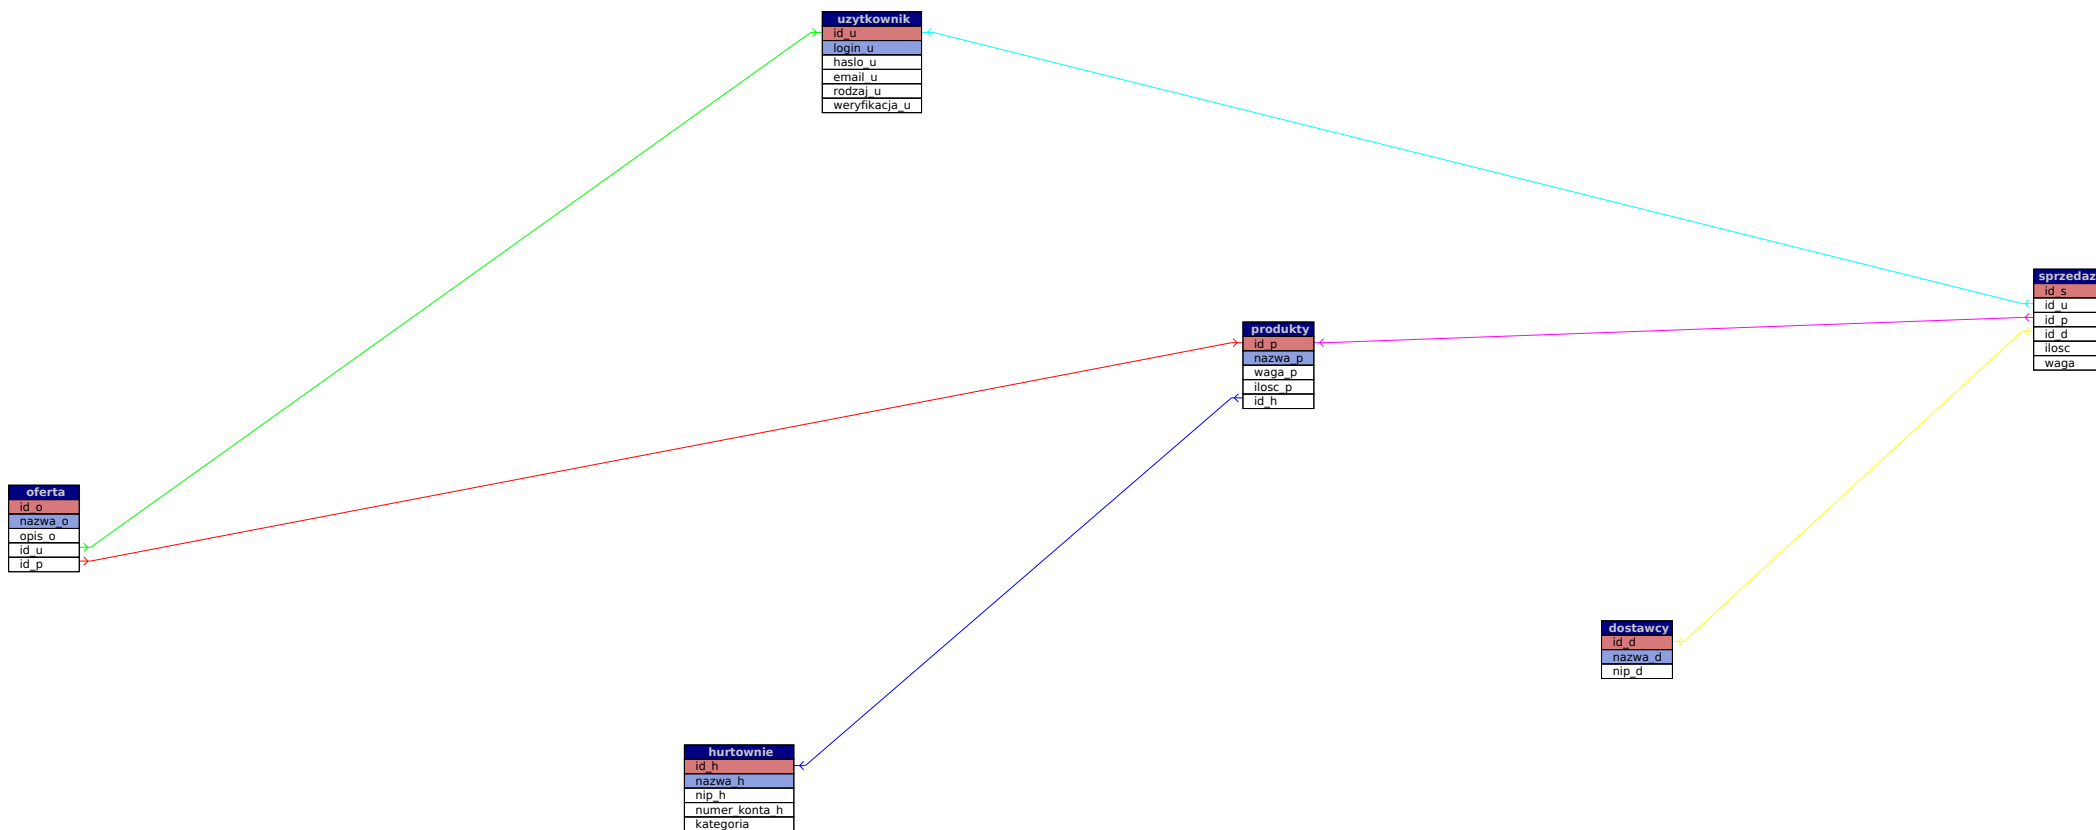 uzytkownik
id_u
login_u
haslo_u
email_u
rodzaj_u
weryfikacja_u
sprzedaz
id_s
id_u
id_p
id_d
ilosc
waga
produkty
id_p
nazwa_p
waga_p
ilosc_p
id_h
oferta
id_o
nazwa_o
opis_o
id_u
id_p
dostawcy
id_d
nazwa_d
nip_d
hurtownie
id_h
nazwa_h
nip_h
numer_konta_h
kategoria